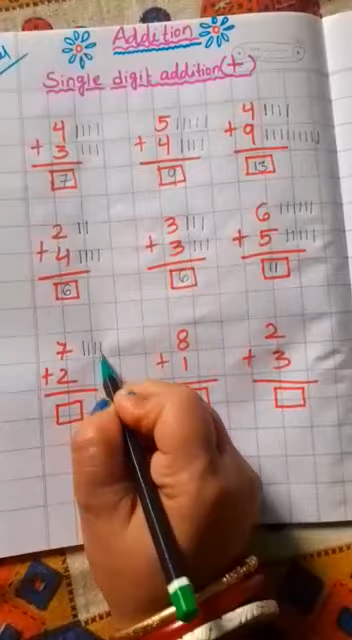 Addition
Single digit addition(+)
4 |||| 5 ||||| 4 ||||
+ 3 ||| + 4 |||| + 9 |||||||||
7 9 13
2 || 3 ||| 6 ||||||
+ 4 |||| + 3 ||| + 5 |||||
6 6 11
7 |||| 8 2
+ 2 + 1 + 3